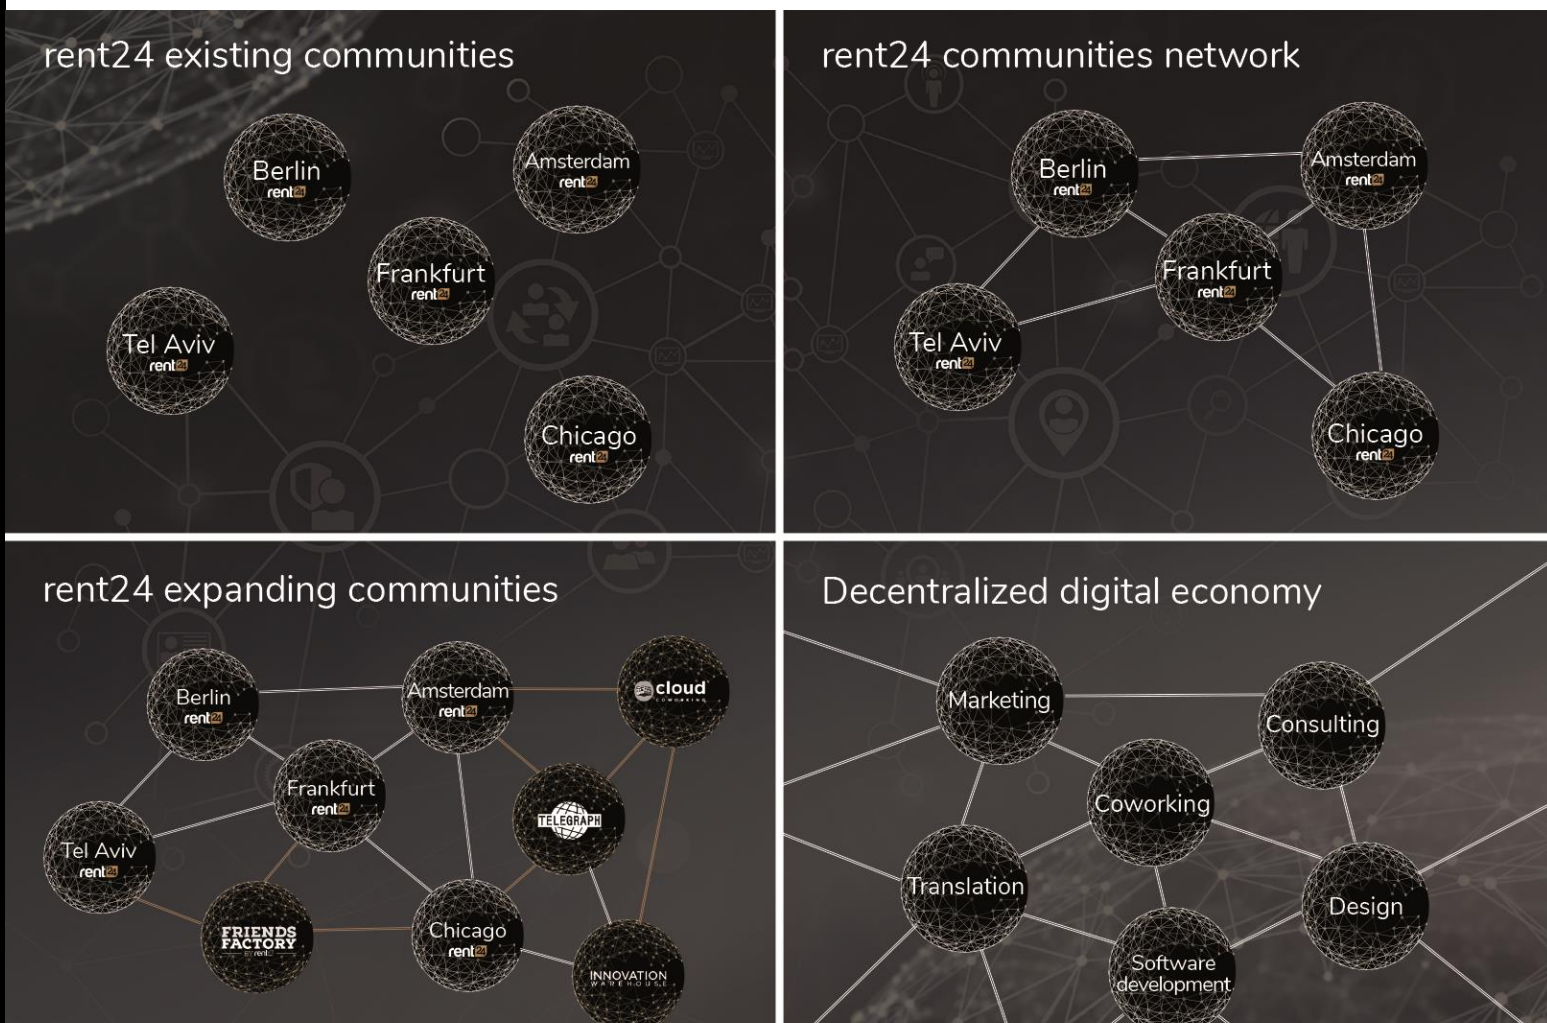 rent24 existing communities
Berlin
rent24
Amsterdam
rent24
Frankfurt
rent24
Tel Aviv
rent24
Chicago
rent24
rent24 communities network
Berlin
rent24
Amsterdam
rent24
Frankfurt
rent24
Tel Aviv
rent24
Chicago
rent24
rent24 expanding communities
Berlin
rent24
Amsterdam
rent24
cloud
COWORKING
Frankfurt
rent24
TELEGRAPH
Tel Aviv
rent24
FRIENDS
FACTORY
BY rent24
Chicago
rent24
INNOVATION
WAREHOUSE
Decentralized digital economy
Marketing
Consulting
Coworking
Translation
Design
Software
development